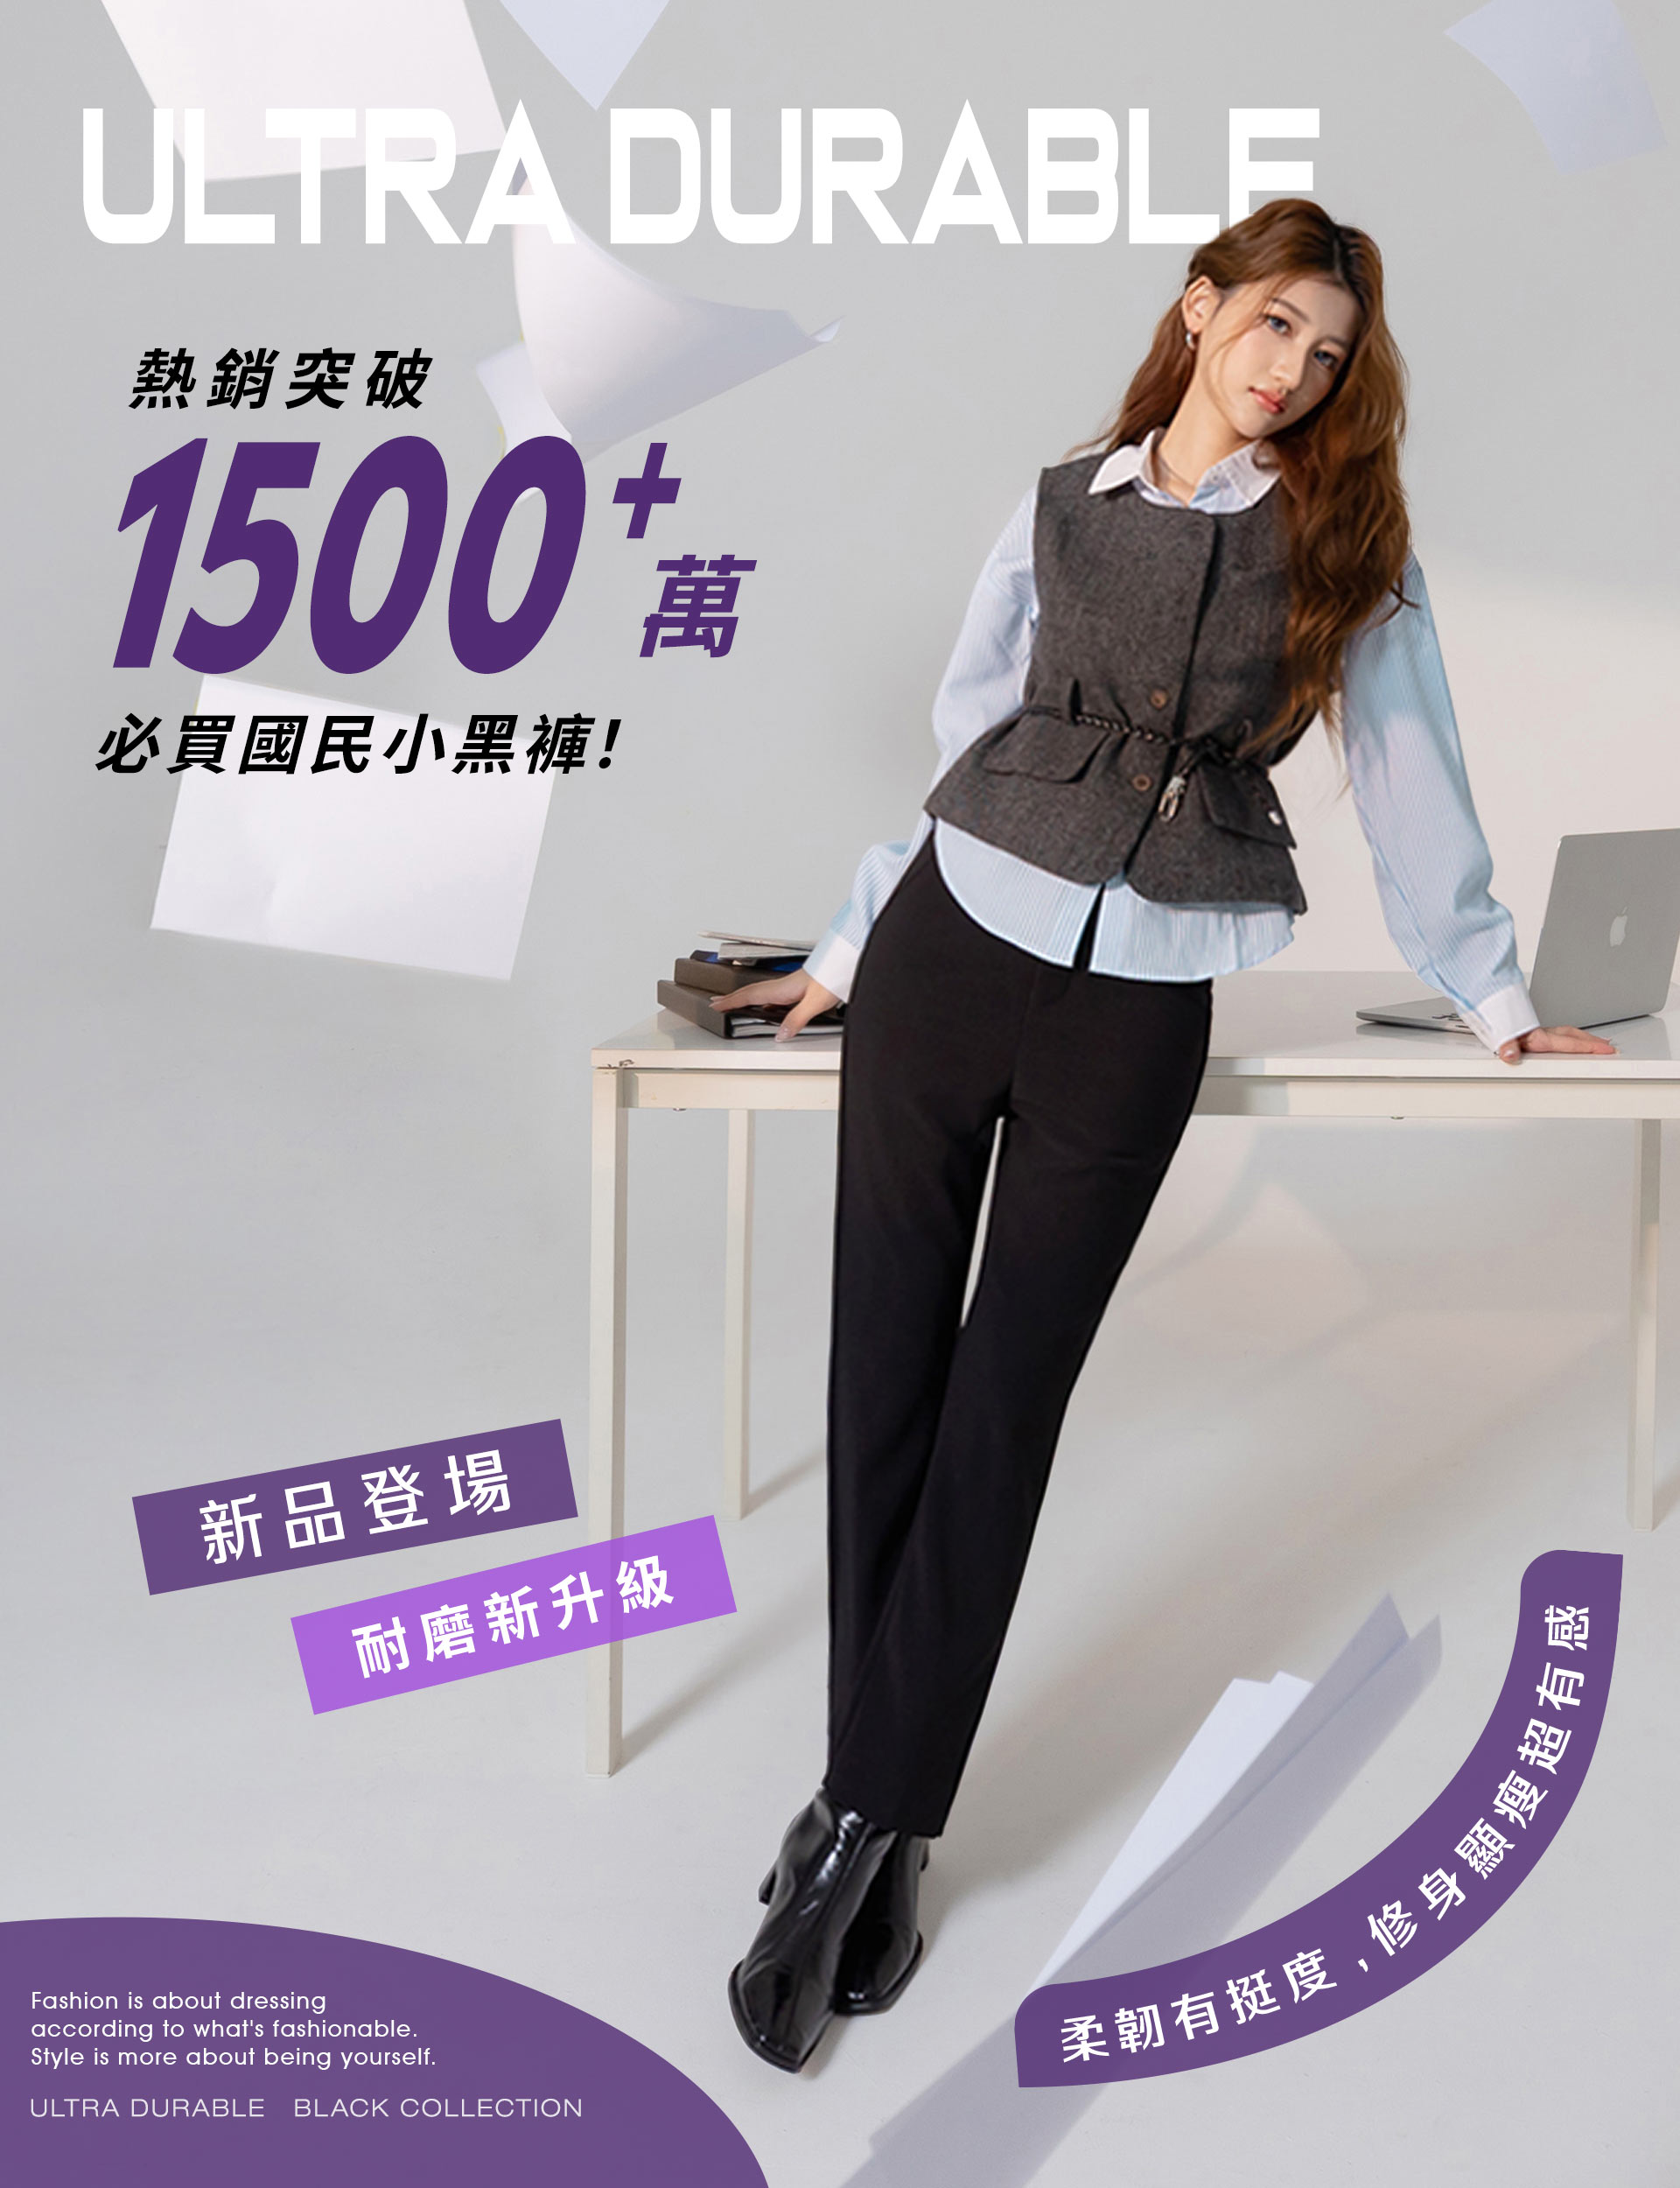 ULTRA DURABLE
熱銷突破
1500+萬
必買國民小黑褲!
新品登場
耐磨新升級
柔韌有挺度,修身顯瘦超有感
Fashion is about dressing
according to what's fashionable.
Style is more about being yourself.
ULTRA DURABLE BLACK COLLECTION